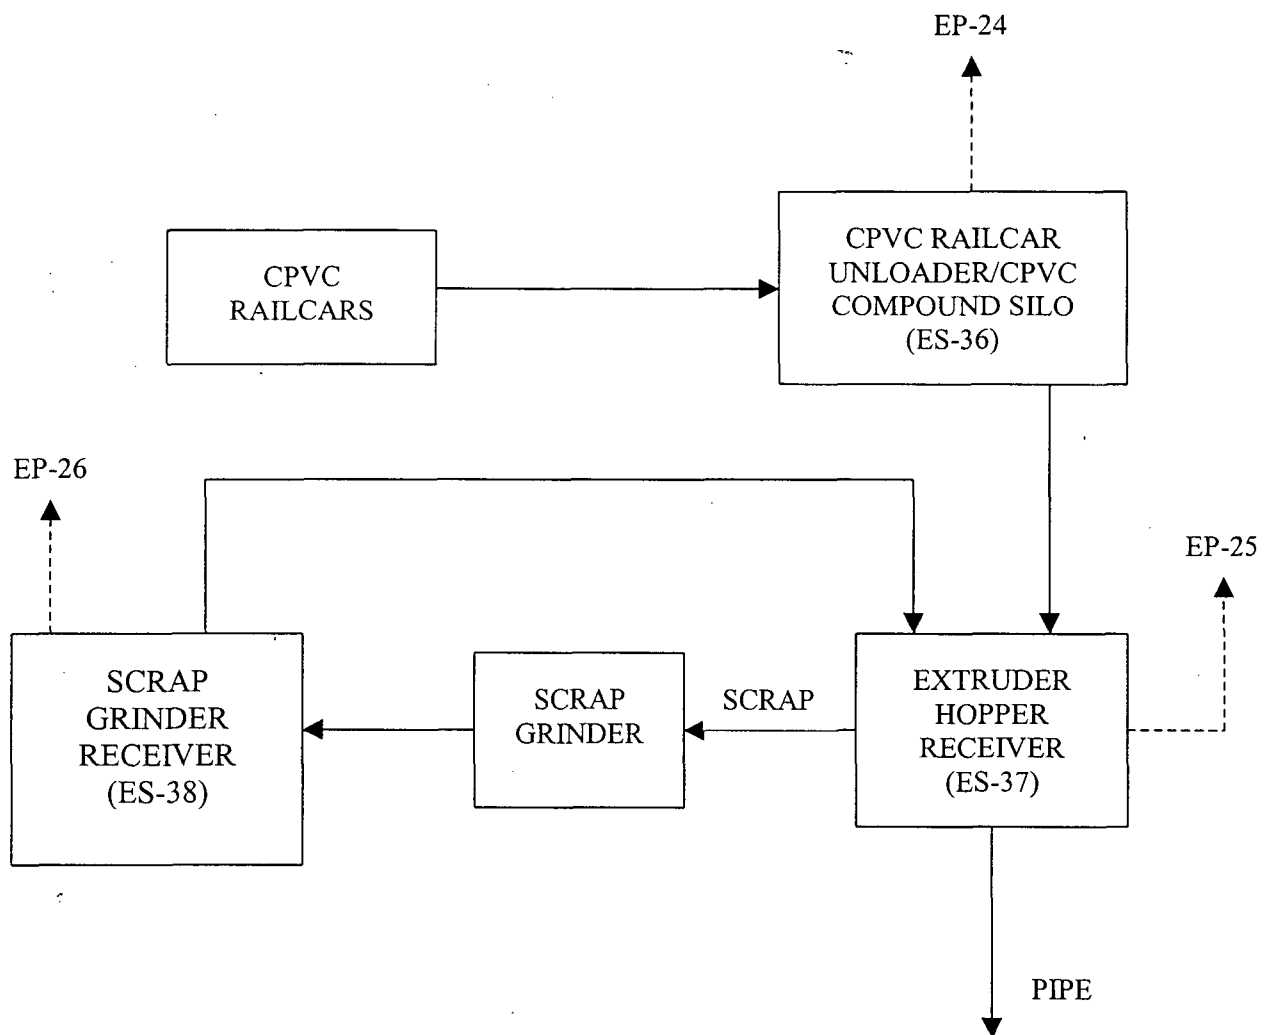 EP-24
CPVC
RAILCARS
CPVC RAILCAR
UNLOADER/CPVC
COMPOUND SILO
(ES-36)
EP-26
EP-25
SCRAP
GRINDER
RECEIVER
(ES-38)
SCRAP
GRINDER
SCRAP
EXTRUDER
HOPPER
RECEIVER
(ES-37)
PIPE